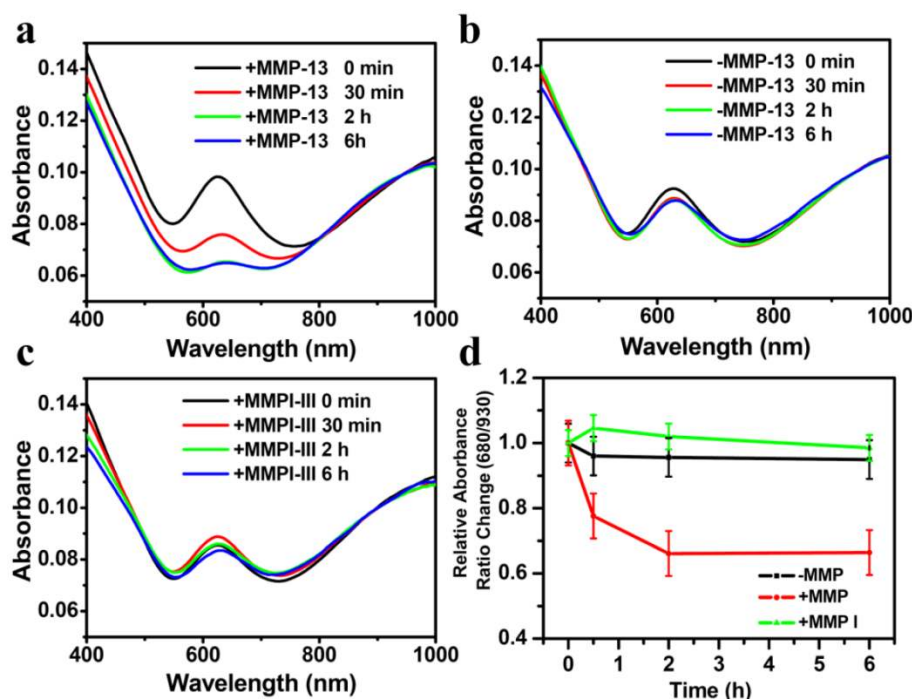 a
0.14
0.12
0.10
0.08
0.06
Absorbance
+MMP-13 0 min
+MMP-13 30 min
+MMP-13 2 h
+MMP-13 6h
400 600 800 1000
Wavelength (nm)
b
0.14
0.12
0.10
0.08
0.06
Absorbance
-MMP-13 0 min
-MMP-13 30 min
-MMP-13 2 h
-MMP-13 6 h
400 600 800 1000
Wavelength (nm)
c
0.14
0.12
0.10
0.08
0.06
Absorbance
+MMPI-III 0 min
+MMPI-III 30 min
+MMPI-III 2 h
+MMPI-III 6 h
400 600 800 1000
Wavelength (nm)
d
1.2
1.0
0.8
0.6
0.4
Relative Aborbance
Ratio Change (680/930)
-MMP
+MMP
+MMP I
0 1 2 3 4 5 6
Time (h)